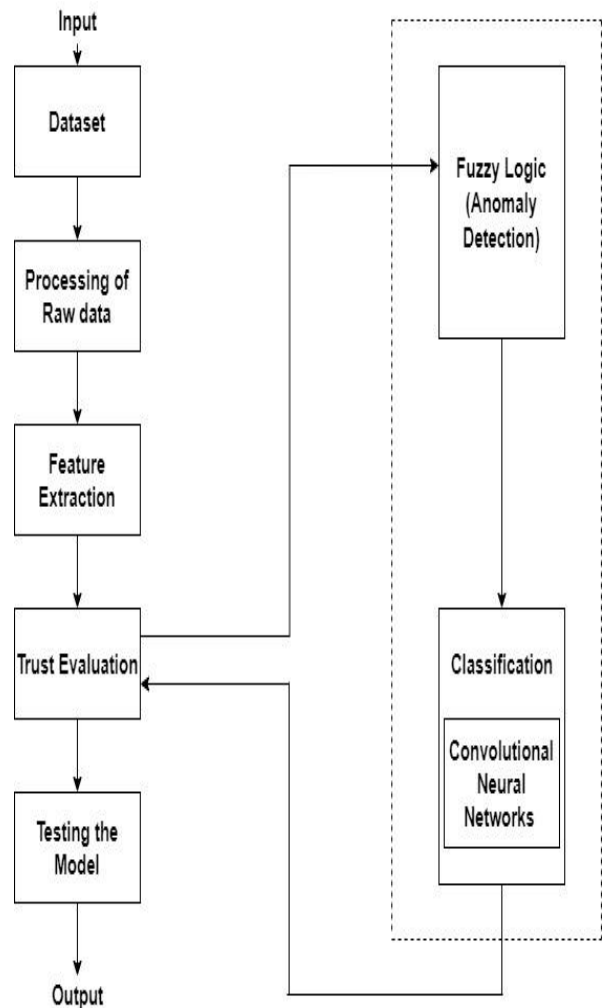 Input
Dataset
Processing of
Raw data
Feature
Extraction
Trust Evaluation
Testing the
Model
Output
Fuzzy Logic
(Anomaly
Detection)
Classification
Convolutional
Neural
Networks